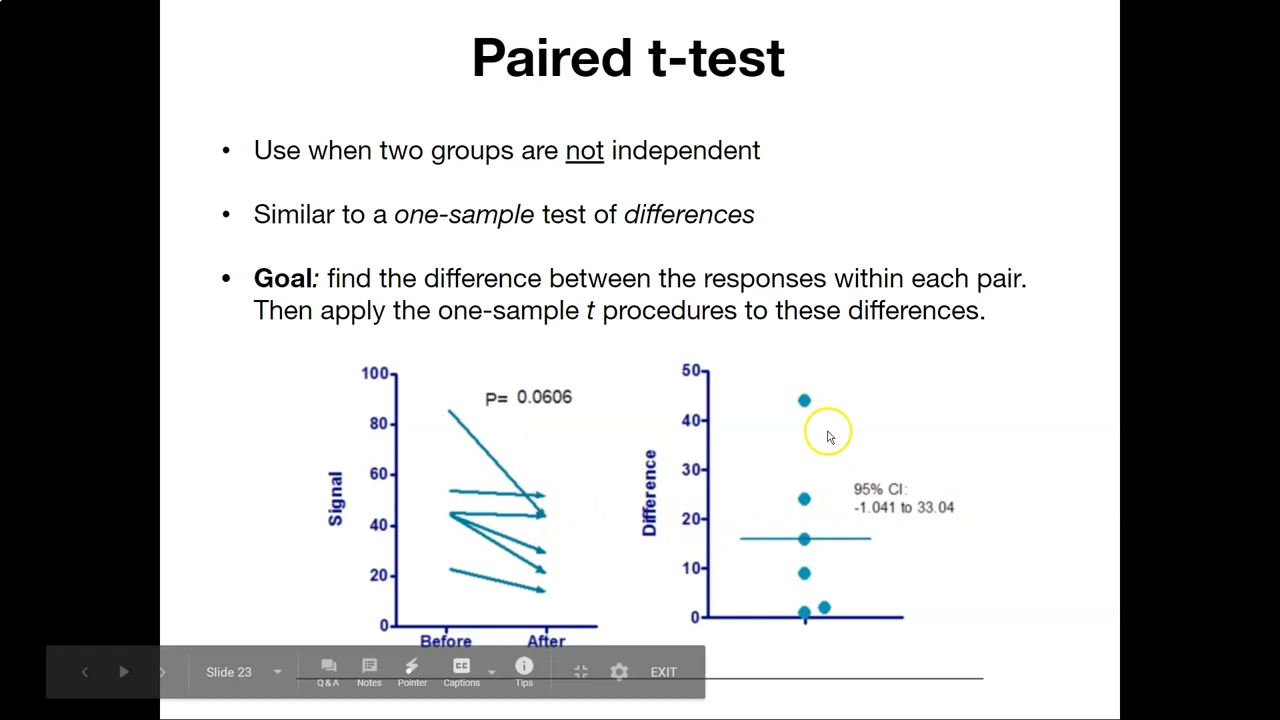 Paired t-test
• Use when two groups are not independent
• Similar to a one-sample test of differences
• Goal: find the difference between the responses within each pair.
Then apply the one-sample t procedures to these differences.
100
80
60
40
20
0
Signal
P= 0.0606
Before
After
50
40
30
20
10
0
Difference
95% CI:
-1.041 to 33.04
Slide 23
Q & A
Notes
Pointer
CC
Captions
Tips
EXIT